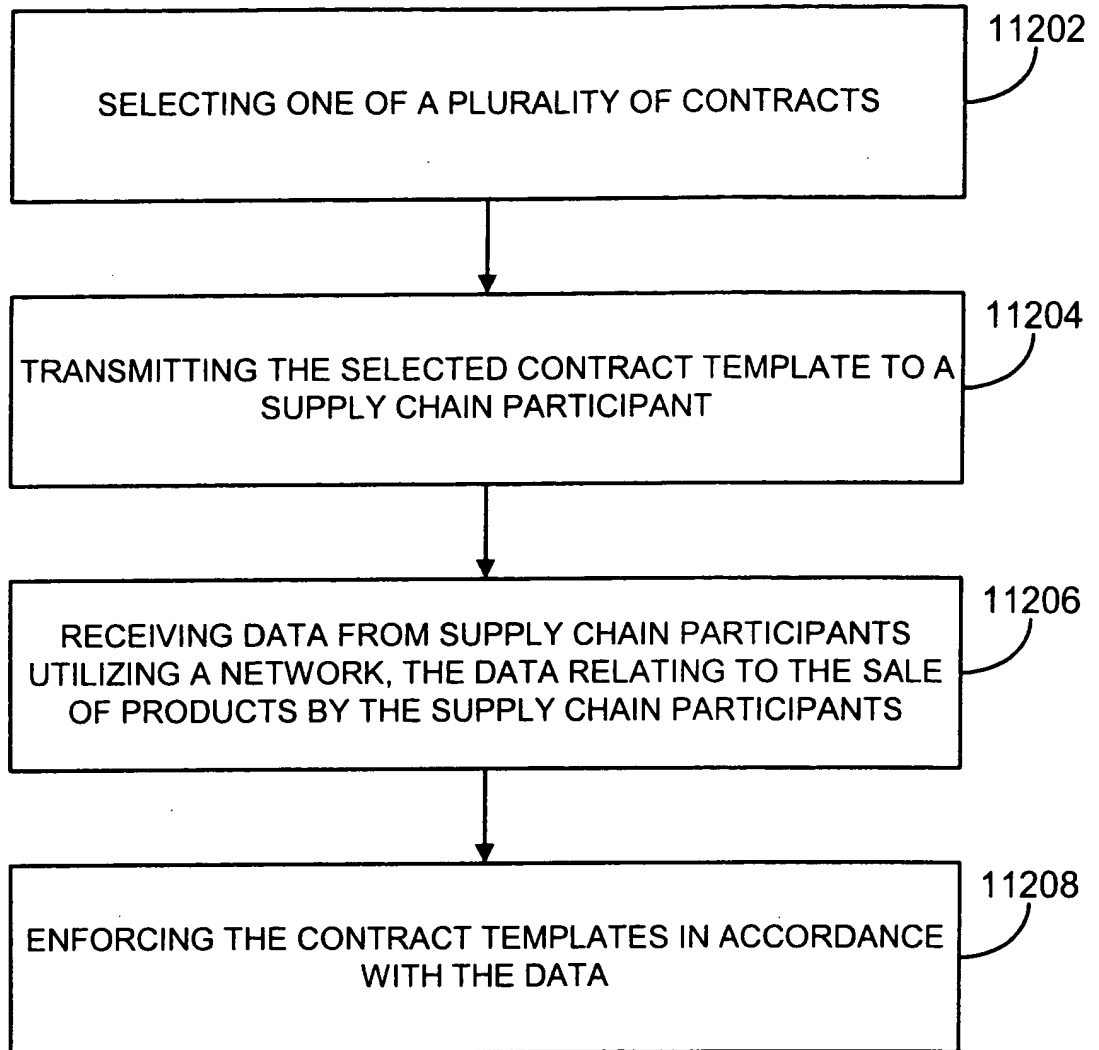 11202
SELECTING ONE OF A PLURALITY OF CONTRACTS
11204
TRANSMITTING THE SELECTED CONTRACT TEMPLATE TO A
SUPPLY CHAIN PARTICIPANT
11206
RECEIVING DATA FROM SUPPLY CHAIN PARTICIPANTS
UTILIZING A NETWORK, THE DATA RELATING TO THE SALE
OF PRODUCTS BY THE SUPPLY CHAIN PARTICIPANTS
11208
ENFORCING THE CONTRACT TEMPLATES IN ACCORDANCE
WITH THE DATA